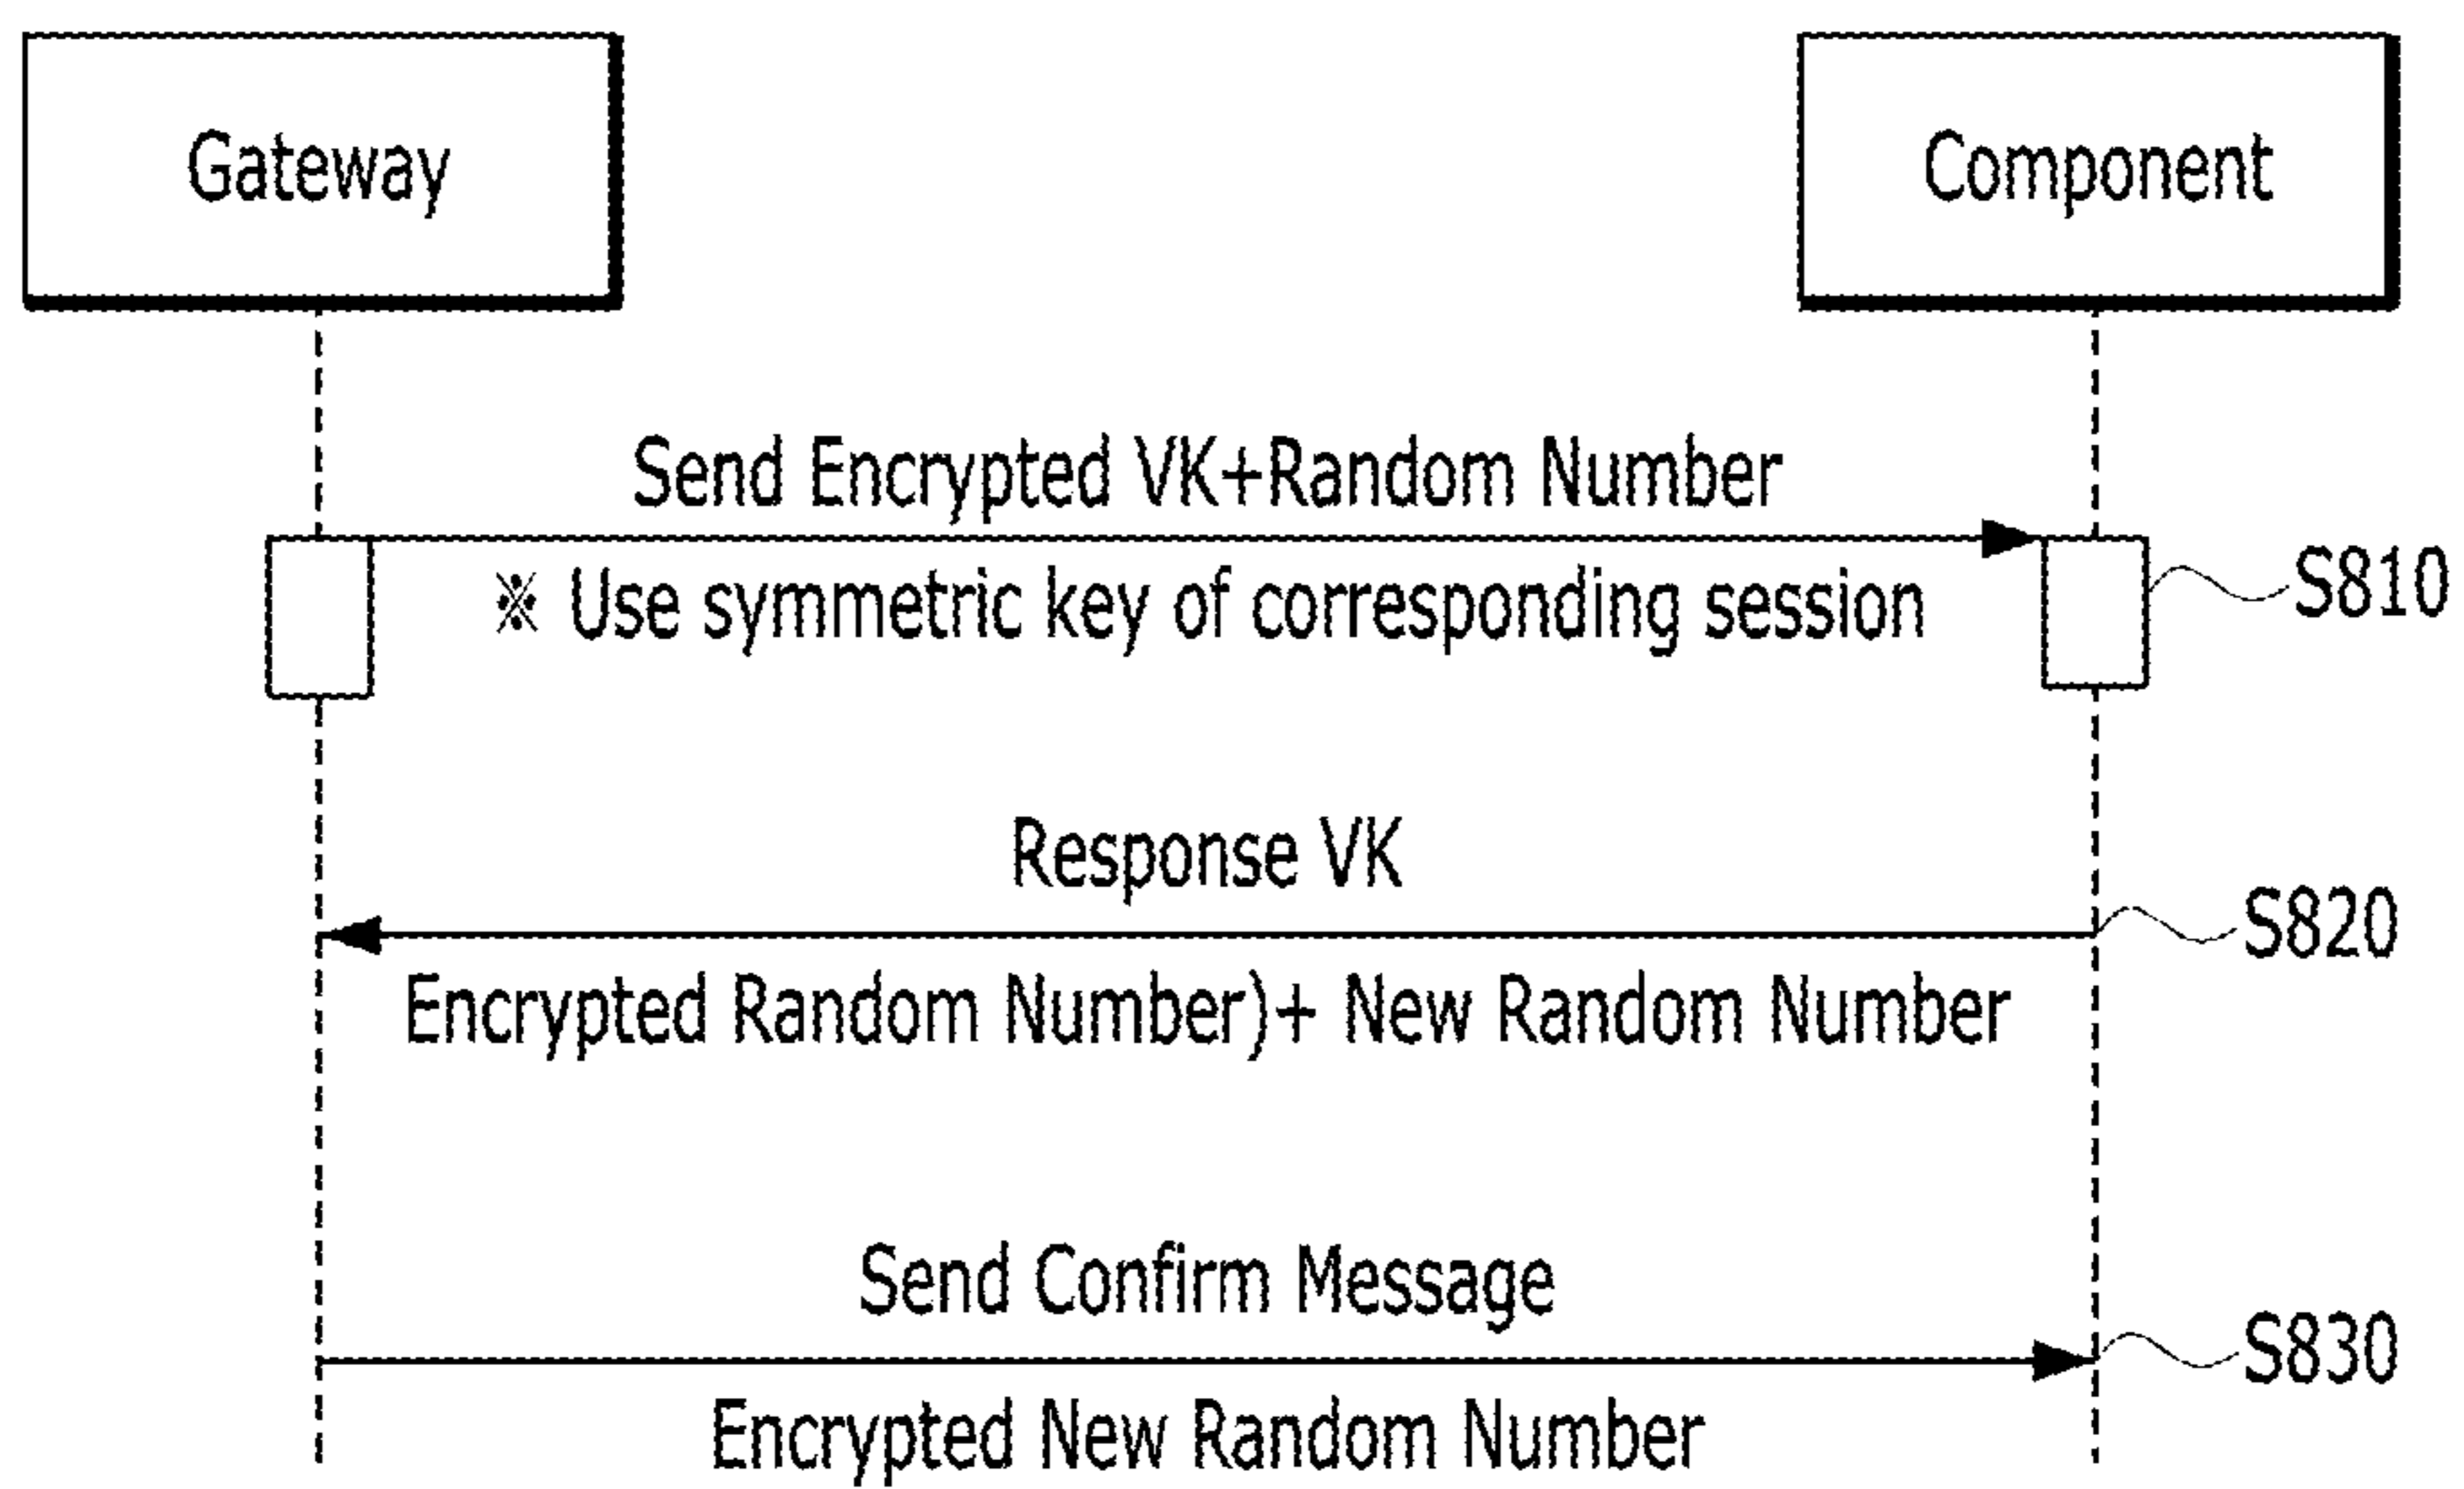 Gateway
Component
Send Encrypted VK+Random Number
※ Use symmetric key of corresponding session
S810
Response VK
S820
Encrypted Random Number)+ New Random Number
Send Confirm Message
S830
Encrypted New Random Number